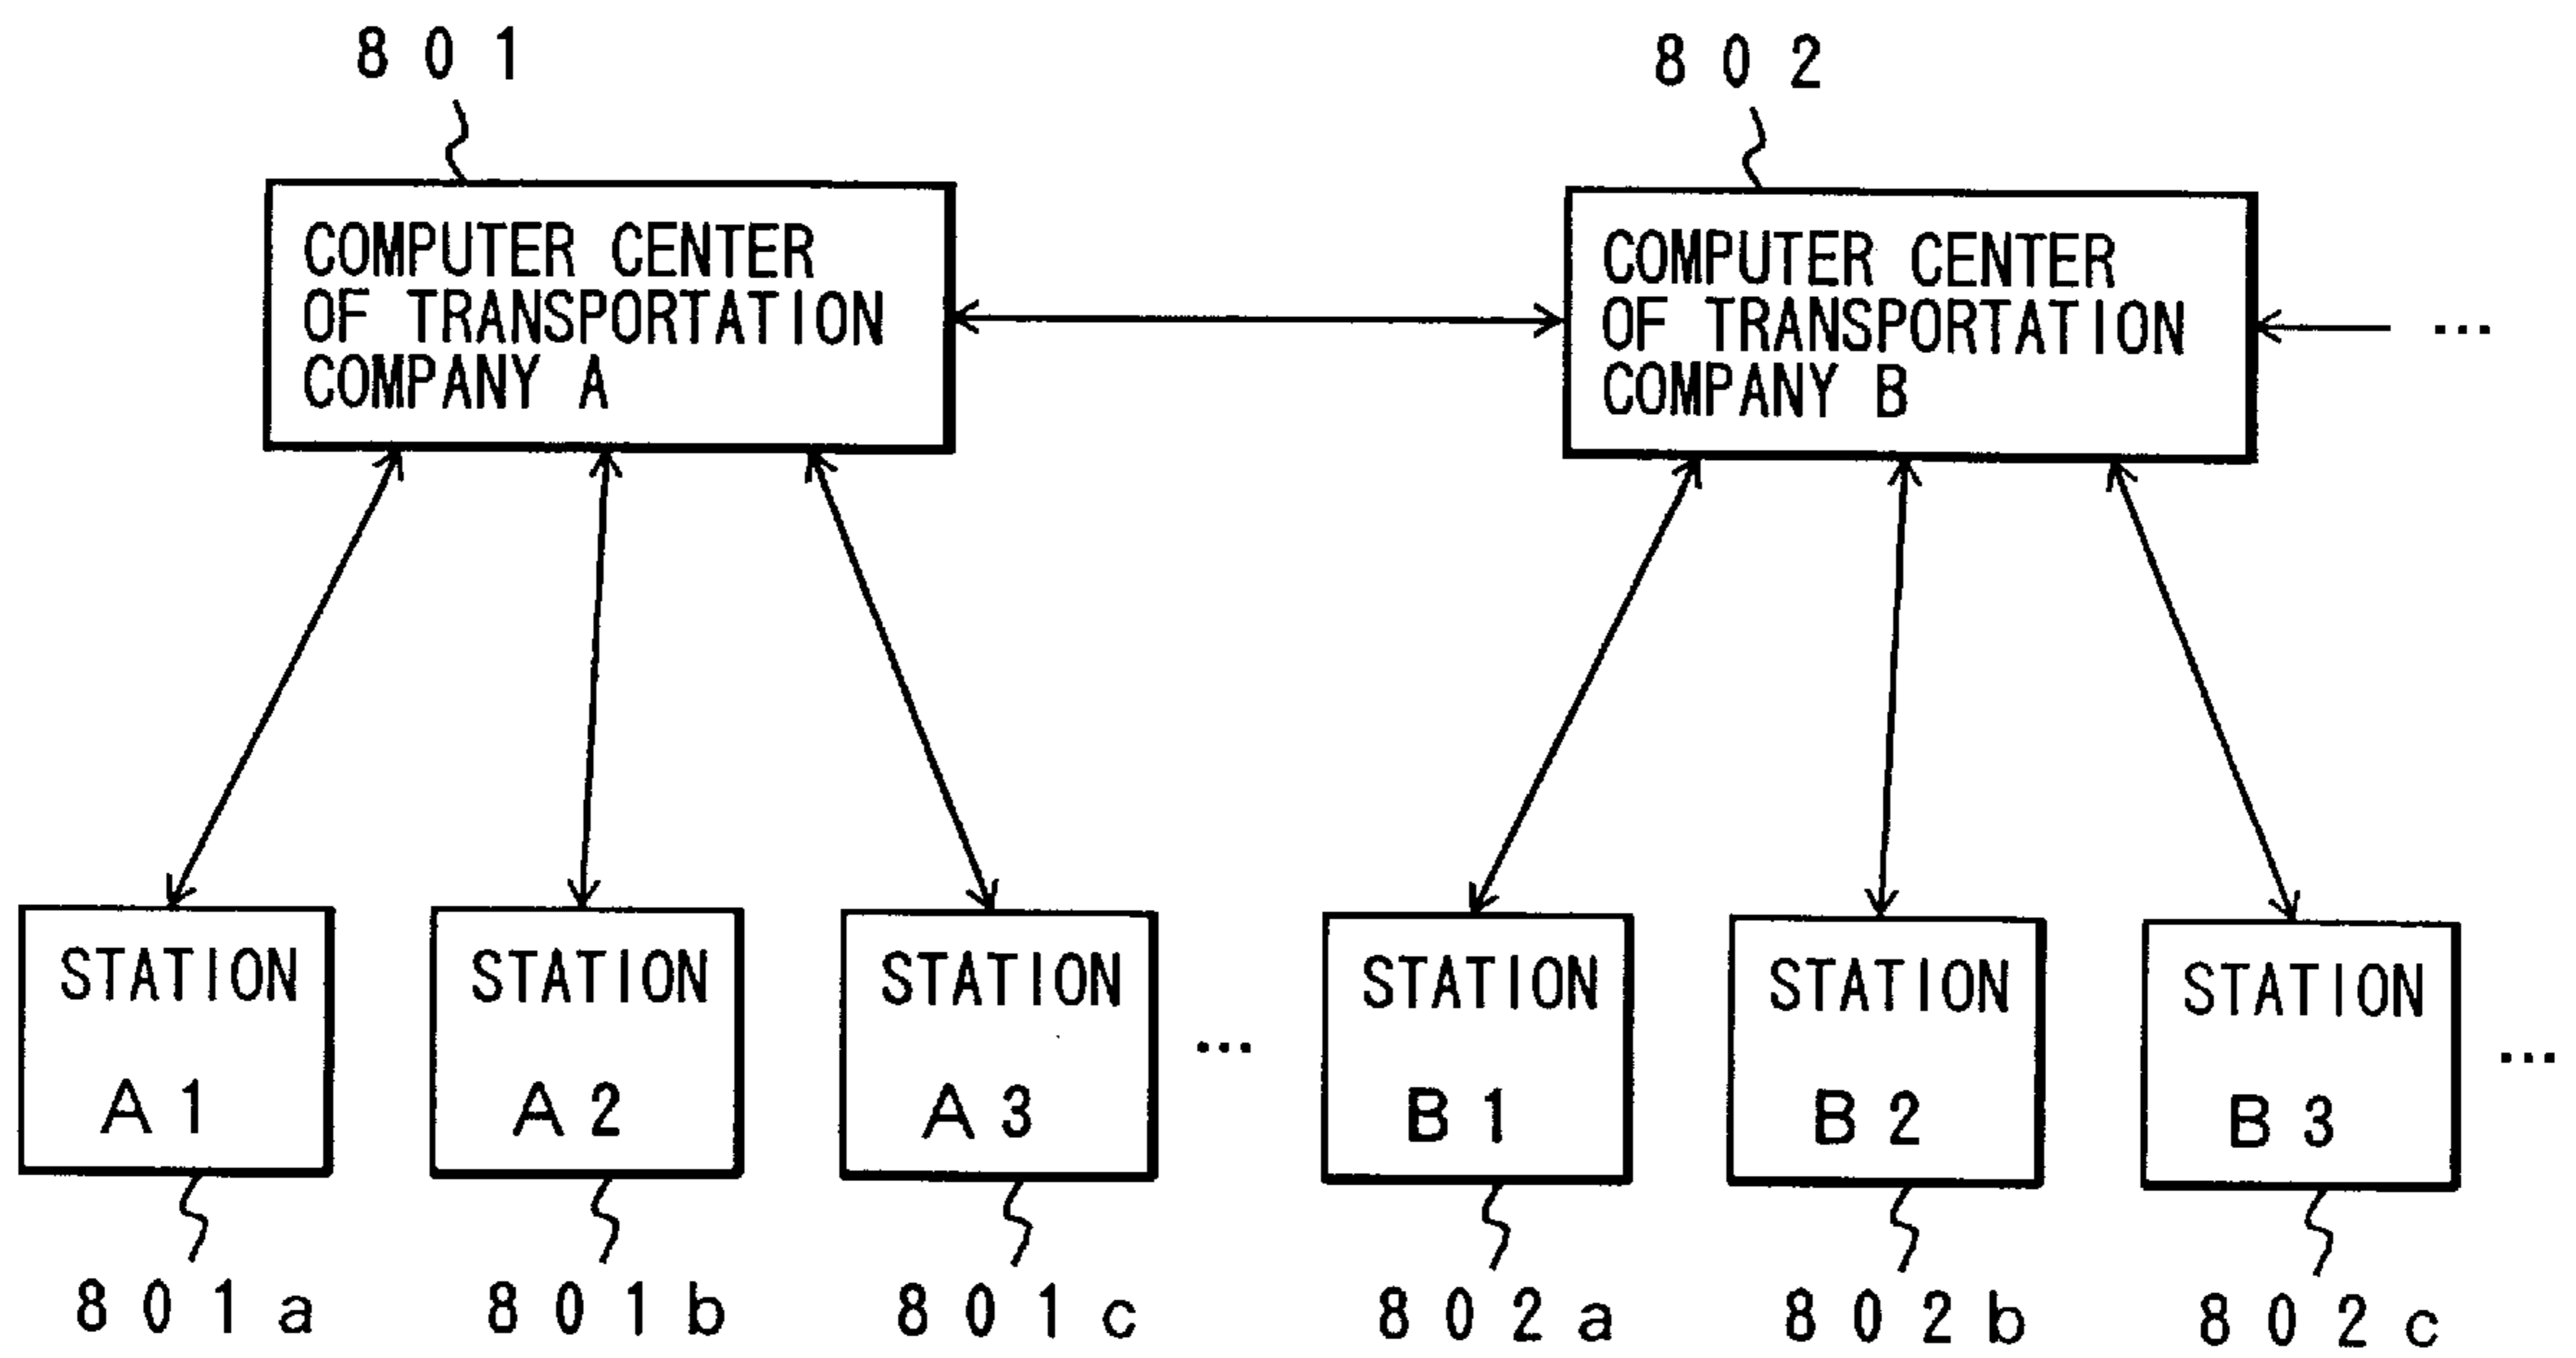 801
802
COMPUTER CENTER
OF TRANSPORTATION
COMPANY A
COMPUTER CENTER
OF TRANSPORTATION
COMPANY B
...
STATION
A1
STATION
A2
STATION
A3
...
STATION
B1
STATION
B2
STATION
B3
...
801a
801b
801c
802a
802b
802c